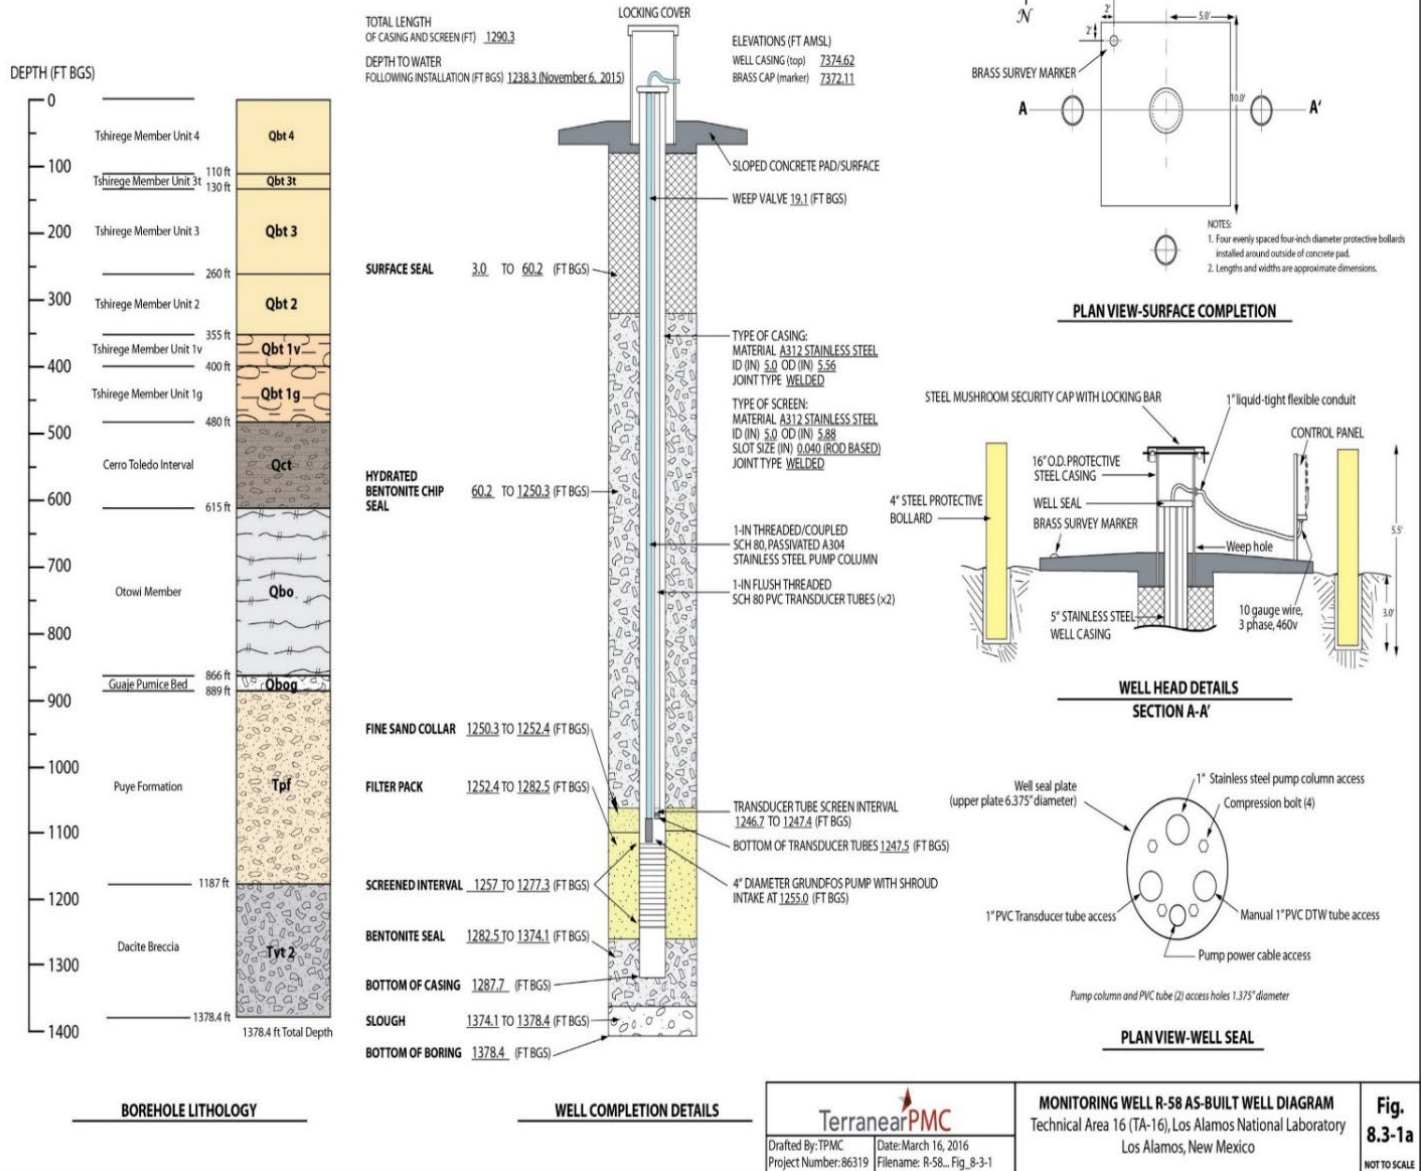 TOTAL LENGTH
OF CASING AND SCREEN (FT) 1290.3
DEPTH TO WATER
FOLLOWING INSTALLATION (FT BGS) 1238.3 (November 6, 2015)
LOCKING COVER
ELEVATIONS (FT AMSL)
WELL CASING (top) 7374.62
BRASS CAP (marker) 7372.11
DEPTH (FT BGS)
0
100
200
300
400
500
600
700
800
900
1000
1100
1200
1300
1400
Tshirege Member Unit 4
Qbt 4
110 ft
Tshirege Member Unit 3t
Qbt 3t
130 ft
Tshirege Member Unit 3
Qbt 3
260 ft
Tshirege Member Unit 2
Qbt 2
355 ft
Tshirege Member Unit 1v
Qbt 1v
400 ft
Tshirege Member Unit 1g
Qbt 1g
480 ft
Cerro Toledo Interval
Qct
615 ft
Otowi Member
Qbo
866 ft
Guaje Pumice Bed
Qbog
889 ft
Puye Formation
Tpf
1187 ft
Dacite Breccia
Tvt 2
1378.4 ft
1378.4 ft Total Depth
BOREHOLE LITHOLOGY
SLOPED CONCRETE PAD/SURFACE
WEEP VALVE 19.1 (FT BGS)
SURFACE SEAL 3.0 TO 60.2 (FT BGS)
TYPE OF CASING:
MATERIAL A312 STAINLESS STEEL
ID (IN) 5.0 OD (IN) 5.56
JOINT TYPE WELDED
TYPE OF SCREEN:
MATERIAL A312 STAINLESS STEEL
ID (IN) 5.0 OD (IN) 5.88
SLOT SIZE (IN) 0.040 (ROD BASED)
JOINT TYPE WELDED
HYDRATED
BENTONITE CHIP 60.2 TO 1250.3 (FT BGS)
SEAL
1-IN THREADED/COUPLED
SCH 80, PASSIVATED A304
STAINLESS STEEL PUMP COLUMN
1-IN FLUSH THREADED
SCH 80 PVC TRANSDUCER TUBES (×2)
FINE SAND COLLAR 1250.3 TO 1252.4 (FT BGS)
FILTER PACK 1252.4 TO 1282.5 (FT BGS)
TRANSDUCER TUBE SCREEN INTERVAL
1246.7 TO 1247.4 (FT BGS)
BOTTOM OF TRANSDUCER TUBES 1247.5 (FT BGS)
SCREENED INTERVAL 1257 TO 1277.3 (FT BGS)
4" DIAMETER GRUNDFOS PUMP WITH SHROUD
INTAKE AT 1255.0 (FT BGS)
BENTONITE SEAL 1282.5 TO 1374.1 (FT BGS)
BOTTOM OF CASING 1287.7 (FT BGS)
SLOUGH 1374.1 TO 1378.4 (FT BGS)
BOTTOM OF BORING 1378.4 (FT BGS)
WELL COMPLETION DETAILS
N
2'
5.0'
2'
BRASS SURVEY MARKER
10.0'
A
A'
NOTES:
1. Four evenly spaced four-inch diameter protective bollards
installed around outside of concrete pad.
2. Lengths and widths are approximate dimensions.
PLAN VIEW-SURFACE COMPLETION
STEEL MUSHROOM SECURITY CAP WITH LOCKING BAR
1" liquid-tight flexible conduit
CONTROL PANEL
16" O.D. PROTECTIVE
STEEL CASING
4" STEEL PROTECTIVE
BOLLARD
WELL SEAL
BRASS SURVEY MARKER
Weep hole
5.5'
3.0'
5" STAINLESS STEEL
WELL CASING
10 gauge wire,
3 phase, 460v
WELL HEAD DETAILS
SECTION A-A'
Well seal plate
(upper plate 6.375" diameter)
1" Stainless steel pump column access
Compression bolt (4)
1" PVC Transducer tube access
Manual 1" PVC DTW tube access
Pump power cable access
Pump column and PVC tube (2) access holes 1.375" diameter
PLAN VIEW-WELL SEAL
TerranearPMC
Drafted By: TPMC
Date: March 16, 2016
Project Number: 86319
Filename: R-58... Fig_8-3-1
MONITORING WELL R-58 AS-BUILT WELL DIAGRAM
Technical Area 16 (TA-16), Los Alamos National Laboratory
Los Alamos, New Mexico
Fig.
8.3-1a
NOT TO SCALE